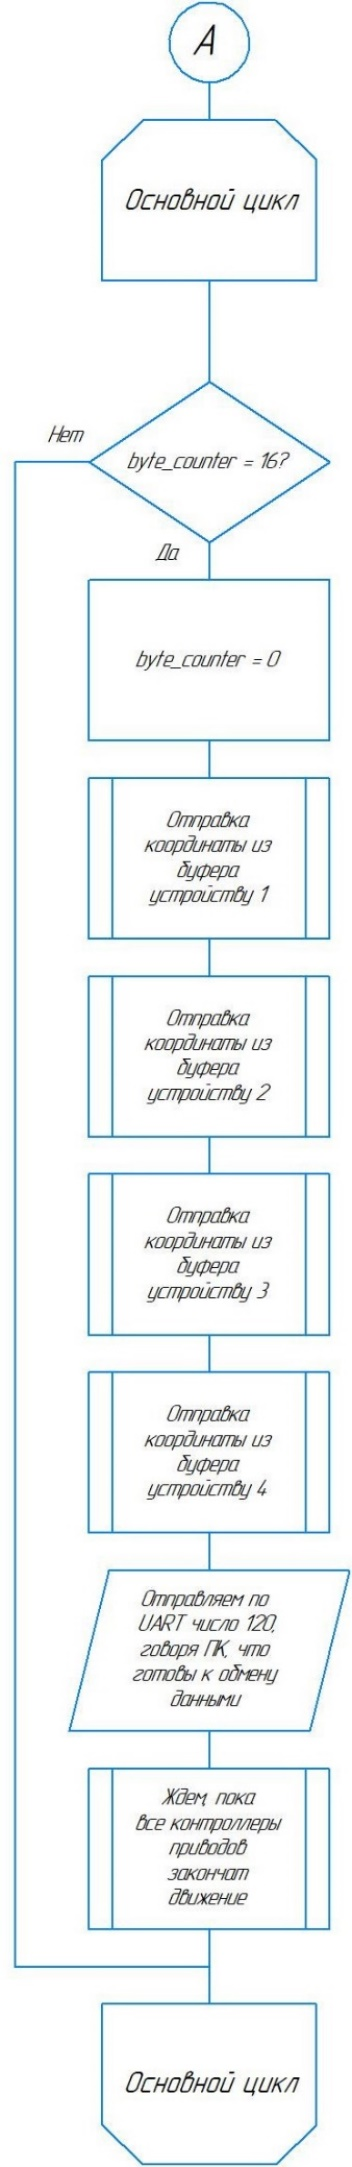 А
Основной цикл
Нет
byte_counter = 16?
Да
byte_counter = 0
Отправка
координаты из
буфера
устройству 1
Отправка
координаты из
буфера
устройству 2
Отправка
координаты из
буфера
устройству 3
Отправка
координаты из
буфера
устройству 4
Отправляем по
UART число 120,
говоря ПК, что
готовы к обмену
данными
Ждем, пока
все контроллеры
приводов
закончат
движение
Основной цикл